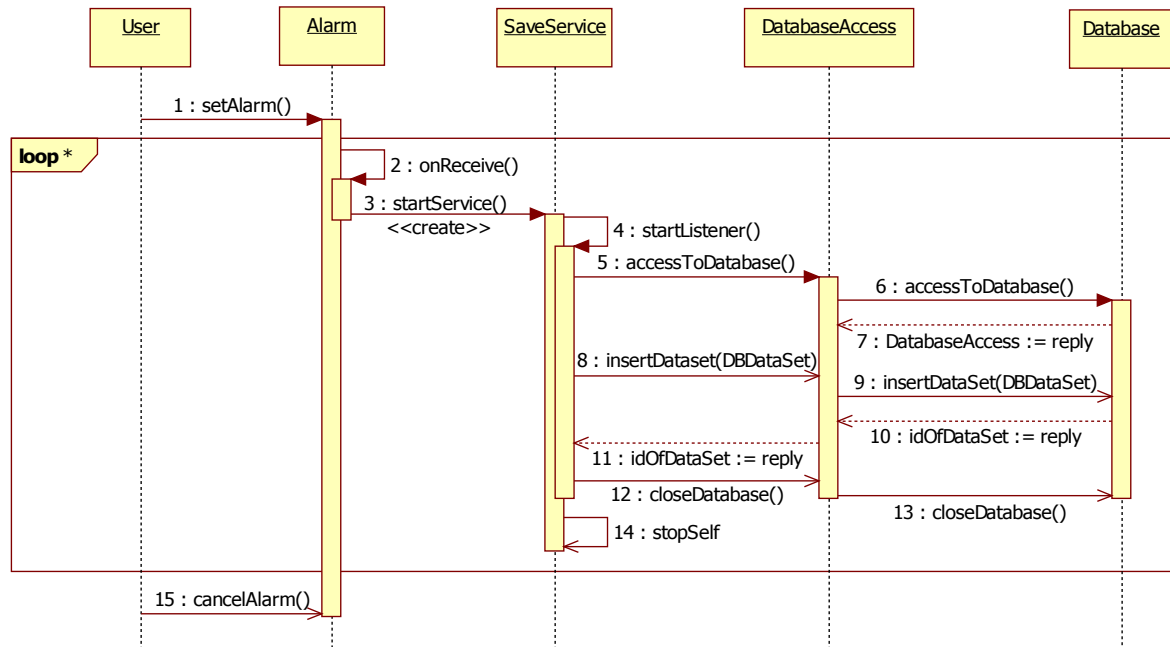 User
Alarm
SaveService
DatabaseAccess
Database
1 : setAlarm()
loop *
2 : onReceive()
3 : startService()
<<create>>
4 : startListener()
5 : accessToDatabase()
6 : accessToDatabase()
7 : DatabaseAccess := reply
8 : insertDataset(DBDataSet)
9 : insertDataSet(DBDataSet)
10 : idOfDataSet := reply
11 : idOfDataSet := reply
12 : closeDatabase()
13 : closeDatabase()
14 : stopSelf
15 : cancelAlarm()